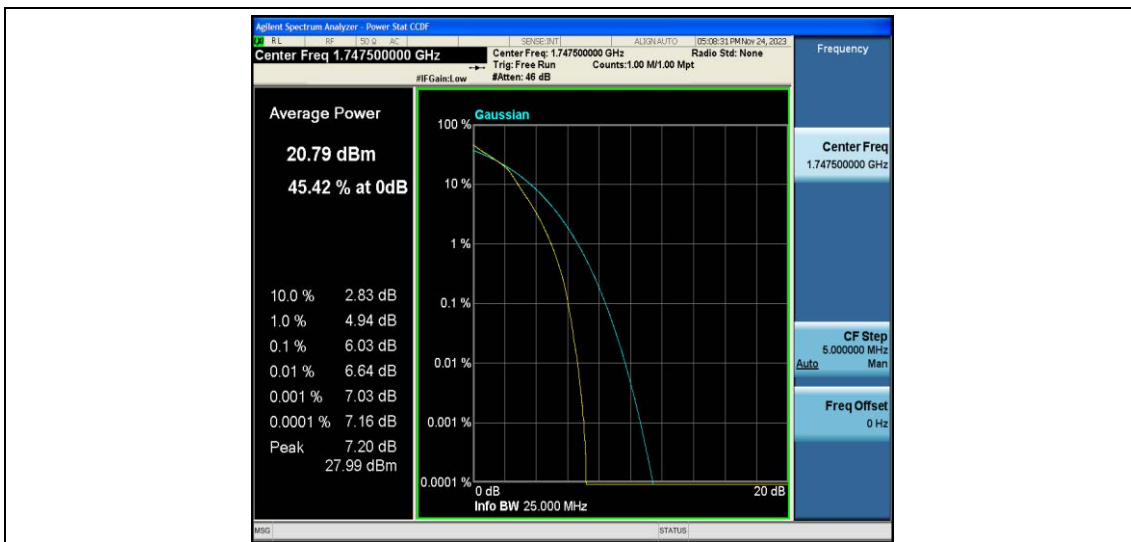 Agilent Spectrum Analyzer - Power Stat CCDF
RL RF 50 Ω AC SENSE:INT ALIGNAUTO 05:08:31 PM Nov 24, 2023
Center Freq 1.747500000 GHz
Center Freq: 1.747500000 GHz Radio Std: None
Trig: Free Run Counts:1.00 M/1.00 Mpt
#IFGain:Low #Atten: 46 dB
Frequency
Average Power
20.79 dBm
45.42 % at 0dB
10.0 % 2.83 dB
1.0 % 4.94 dB
0.1 % 6.03 dB
0.01 % 6.64 dB
0.001 % 7.03 dB
0.0001 % 7.16 dB
Peak 7.20 dB
27.99 dBm
Gaussian
100 %
10 %
1 %
0.1 %
0.01 %
0.001 %
0.0001 %
0 dB 20 dB
Info BW 25.000 MHz
Center Freq
1.747500000 GHz
CF Step
5.000000 MHz
Auto Man
Freq Offset
0 Hz
MSG STATUS